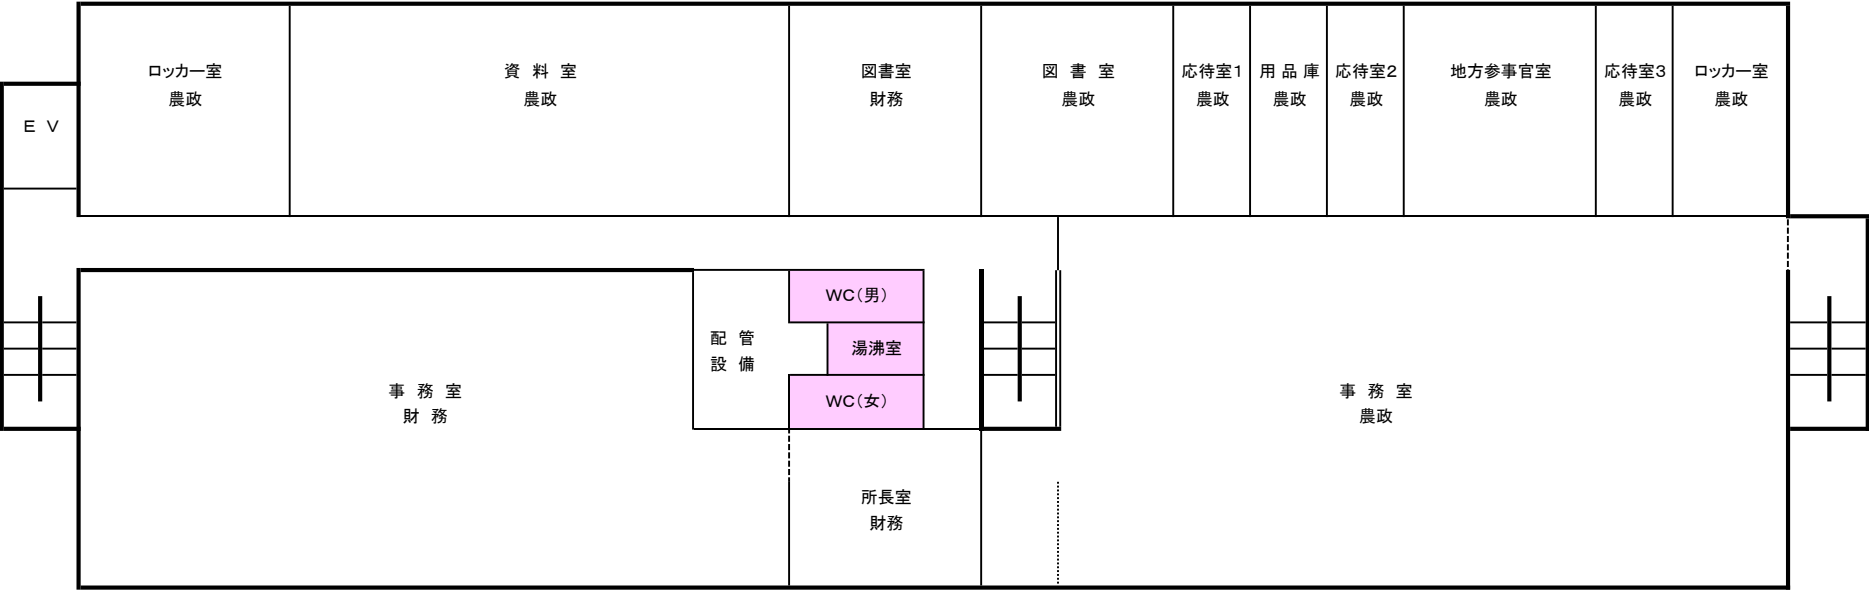 ロッカー室
農政
資 料 室
農政
図書室
財務
図 書 室
農政
応待室1
農政
用 品 庫
農政
応待室2
農政
地方参事官室
農政
応待室3
農政
ロッカー室
農政
E V
WC(男)
配 管
設 備
湯沸室
WC(女)
事 務 室
財 務
事 務 室
農政
所長室
財務